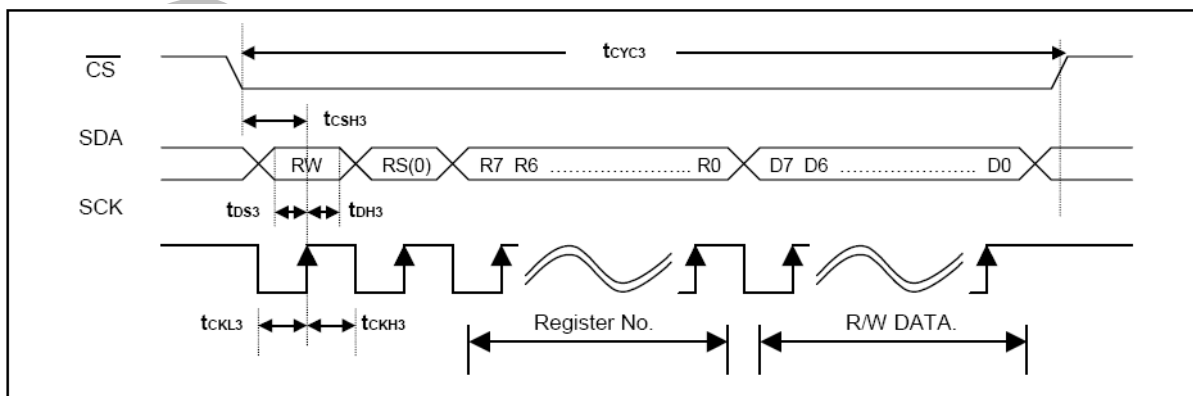 tCYC3
CS
tCSH3
SDA
RW RS(0) R7 R6 ........................ R0 D7 D6 ....................... D0
SCK
tDS3 tDH3
tCKL3 tCKH3 Register No. R/W DATA.